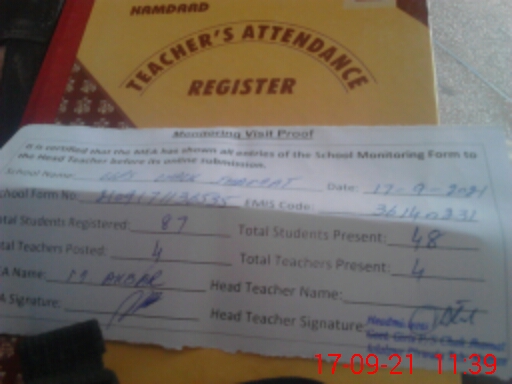 HAMDARD
TEACHER'S ATTENDANCE
REGISTER
Monitoring Visit Proof
It is certified that the MEA has shown all entries of the School Monitoring Form to
the Head Teacher before its online submission.
School Name: Date: 17-9-2021
School Form No: EMIS Code:
Total Students Registered: 87 Total Students Present: 48
Total Teachers Posted: 4 Total Teachers Present: 4
MEA Name: M AKBAR Head Teacher Name:
MEA Signature: Head Teacher Signature:
17-09-21 11:39